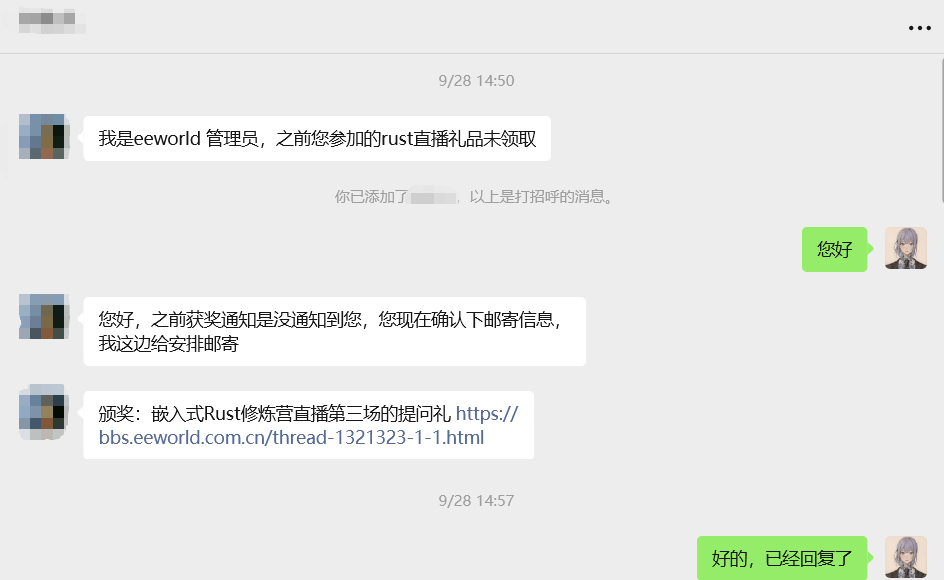 9/28 14:50
我是eeworld 管理员，之前您参加的rust直播礼品未领取
你已添加了，以上是打招呼的消息。
您好
您好，之前获奖通知是没通知到您，您现在确认下邮寄信息，
我这边给安排邮寄
颁奖：嵌入式Rust修炼营直播第三场的提问礼 https://
bbs.eeworld.com.cn/thread-1321323-1-1.html
9/28 14:57
好的，已经回复了